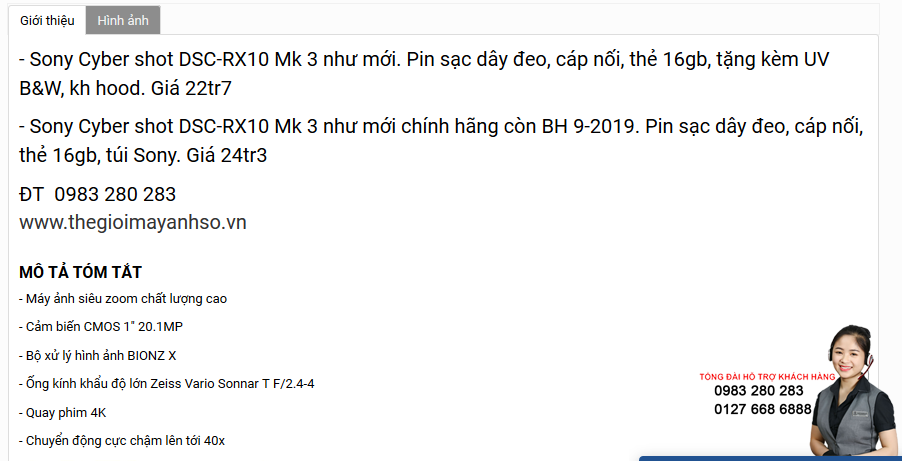 Giới thiệu
Hình ảnh
- Sony Cyber shot DSC-RX10 Mk 3 như mới. Pin sạc dây đeo, cáp nối, thẻ 16gb, tặng kèm UV
B&W, kh hood. Giá 22tr7
- Sony Cyber shot DSC-RX10 Mk 3 như mới chính hãng còn BH 9-2019. Pin sạc dây đeo, cáp nối,
thẻ 16gb, túi Sony. Giá 24tr3
ĐT 0983 280 283
www.thegioimayanhso.vn
MÔ TẢ TÓM TẮT
- Máy ảnh siêu zoom chất lượng cao
- Cảm biến CMOS 1" 20.1MP
- Bộ xử lý hình ảnh BIONZ X
- Ống kính khẩu độ lớn Zeiss Vario Sonnar T F/2.4-4
- Quay phim 4K
- Chuyển động cực chậm lên tới 40x
TỔNG ĐÀI HỖ TRỢ KHÁCH HÀNG
0983 280 283
0127 668 6888